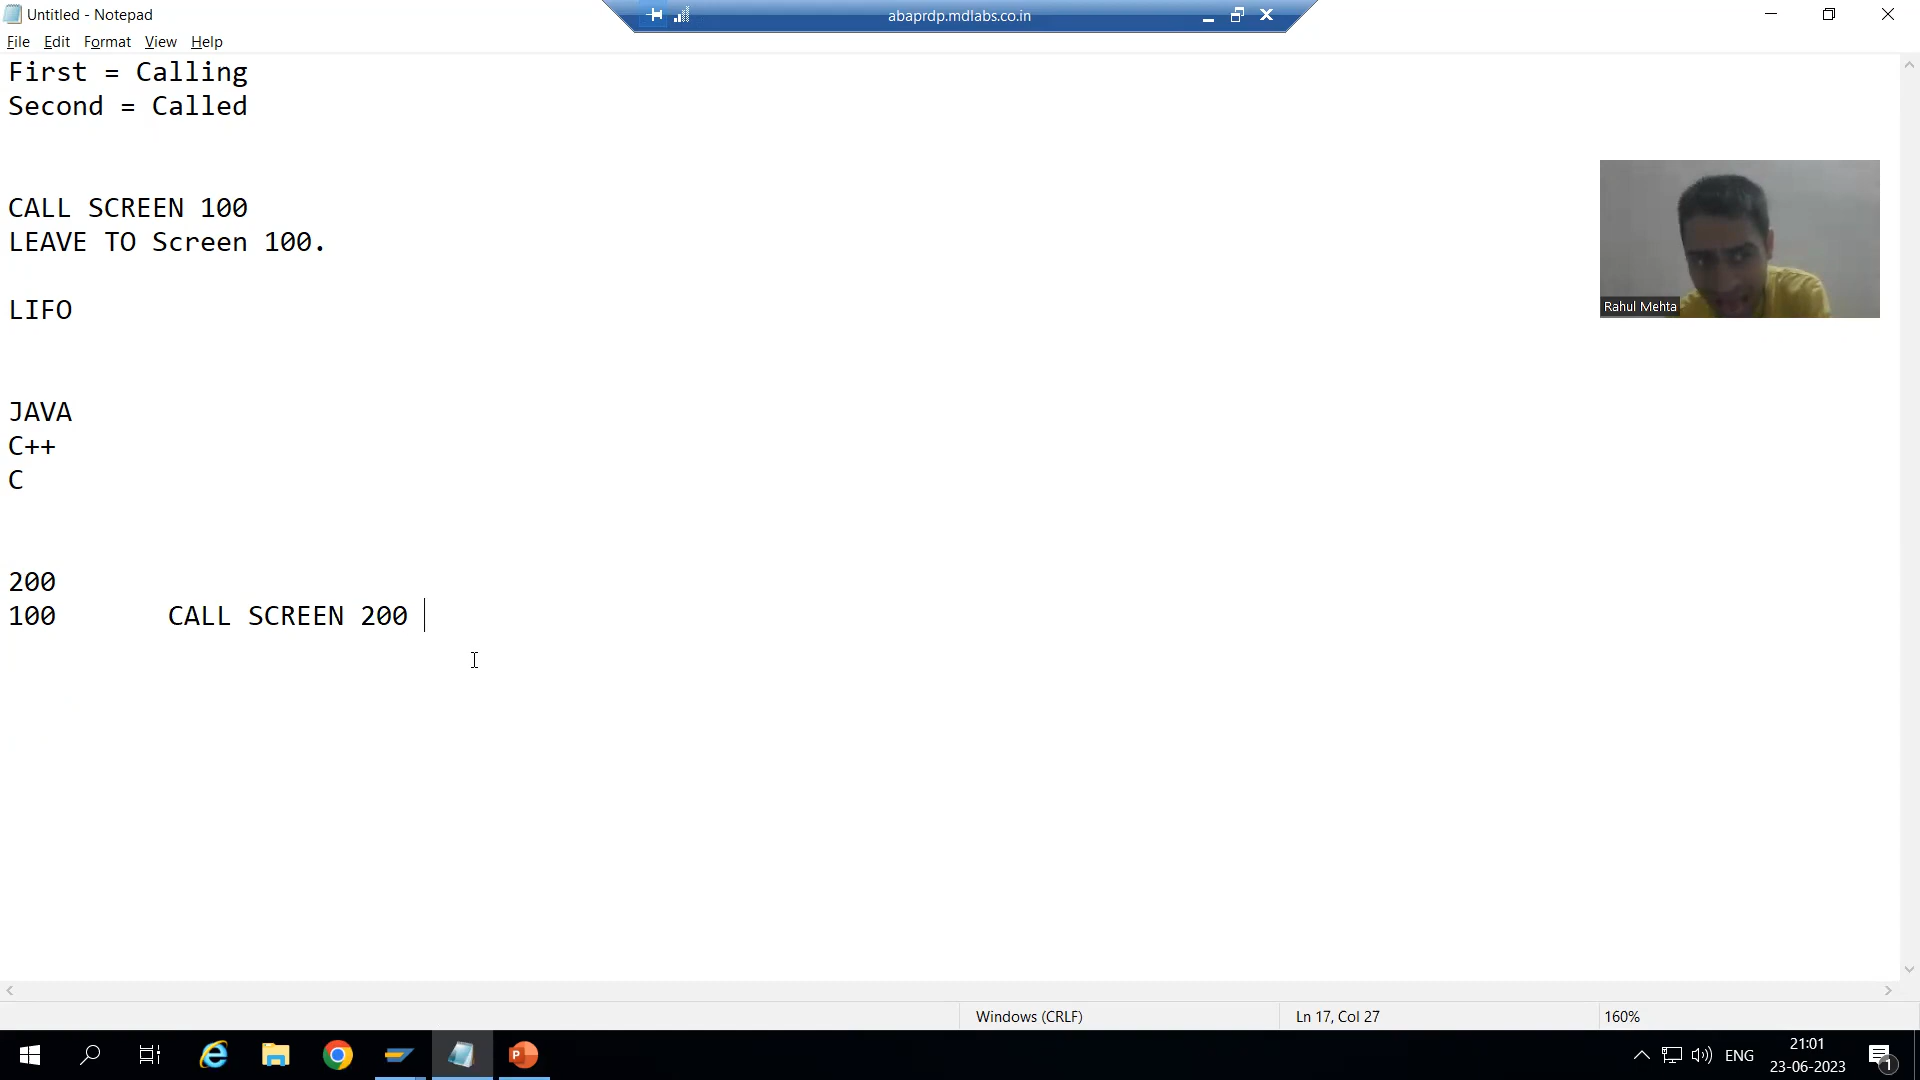 Untitled - Notepad
abaprdp.mdlabs.co.in
File Edit Format View Help
First = Calling
Second = Called
CALL SCREEN 100
LEAVE TO Screen 100.
Rahul Mehta
LIFO
JAVA
C++
C
200
100 CALL SCREEN 200
Windows (CRLF) Ln 17, Col 27 160%
ENG
21:01
23-06-2023
1